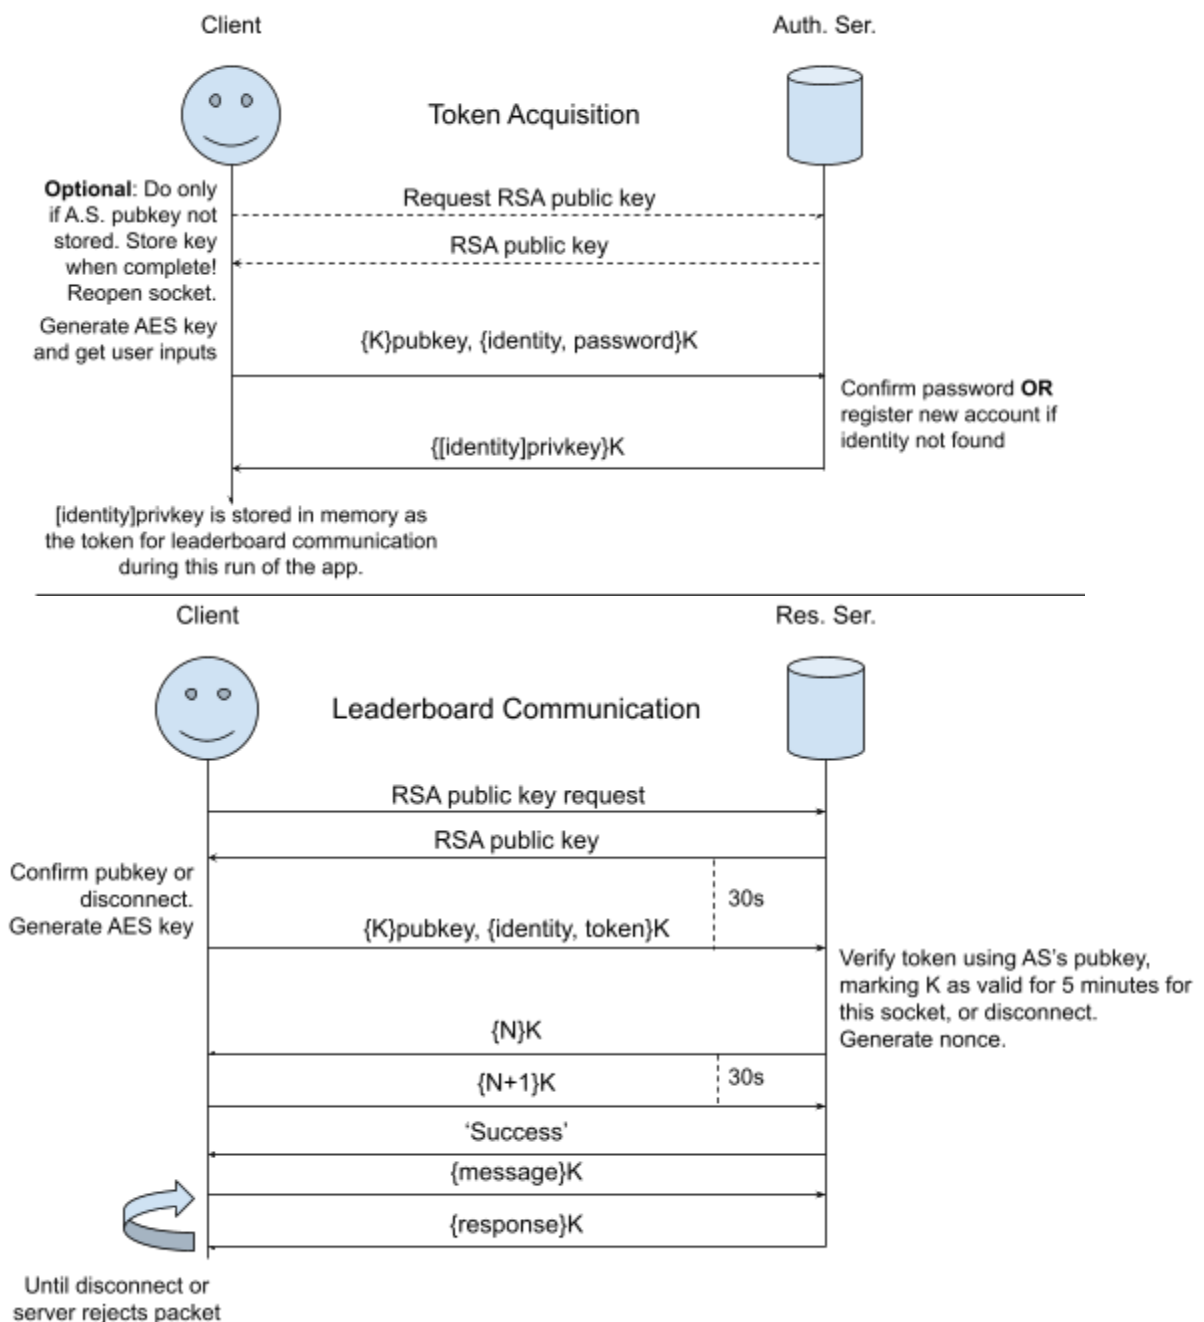 Client
Auth. Ser.
Token Acquisition
Optional: Do only
if A.S. pubkey not
stored. Store key
when complete!
Reopen socket.
Request RSA public key
RSA public key
Generate AES key
and get user inputs
{K}pubkey, {identity, password}K
Confirm password OR
register new account if
identity not found
{[identity]privkey}K
[identity]privkey is stored in memory as
the token for leaderboard communication
during this run of the app.
Client
Res. Ser.
Leaderboard Communication
RSA public key request
RSA public key
Confirm pubkey or
disconnect.
Generate AES key
30s
{K}pubkey, {identity, token}K
Verify token using AS's pubkey,
marking K as valid for 5 minutes for
this socket, or disconnect.
Generate nonce.
{N}K
30s
{N+1}K
‘Success’
{message}K
{response}K
Until disconnect or
server rejects packet